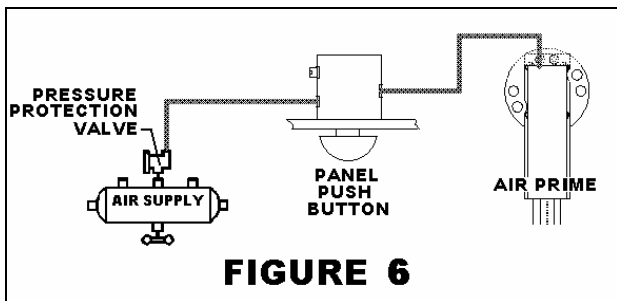 PRESSURE
PROTECTION
VALVE
AIR SUPPLY
PANEL
PUSH
BUTTON
AIR PRIME
FIGURE 6